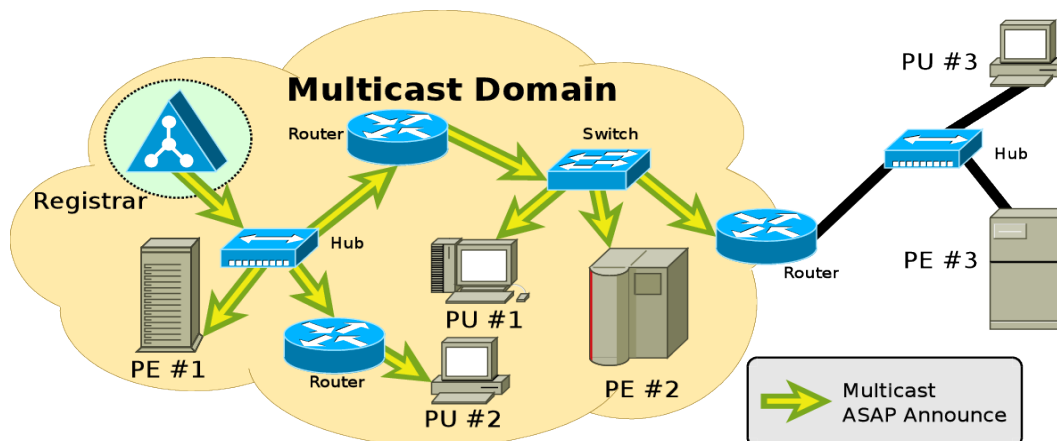 PU #3
Multicast Domain
Router
Switch
Hub
Registrar
Hub
PE #3
Router
PU #1
PE #1
Router
PE #2
PU #2
Multicast
ASAP Announce